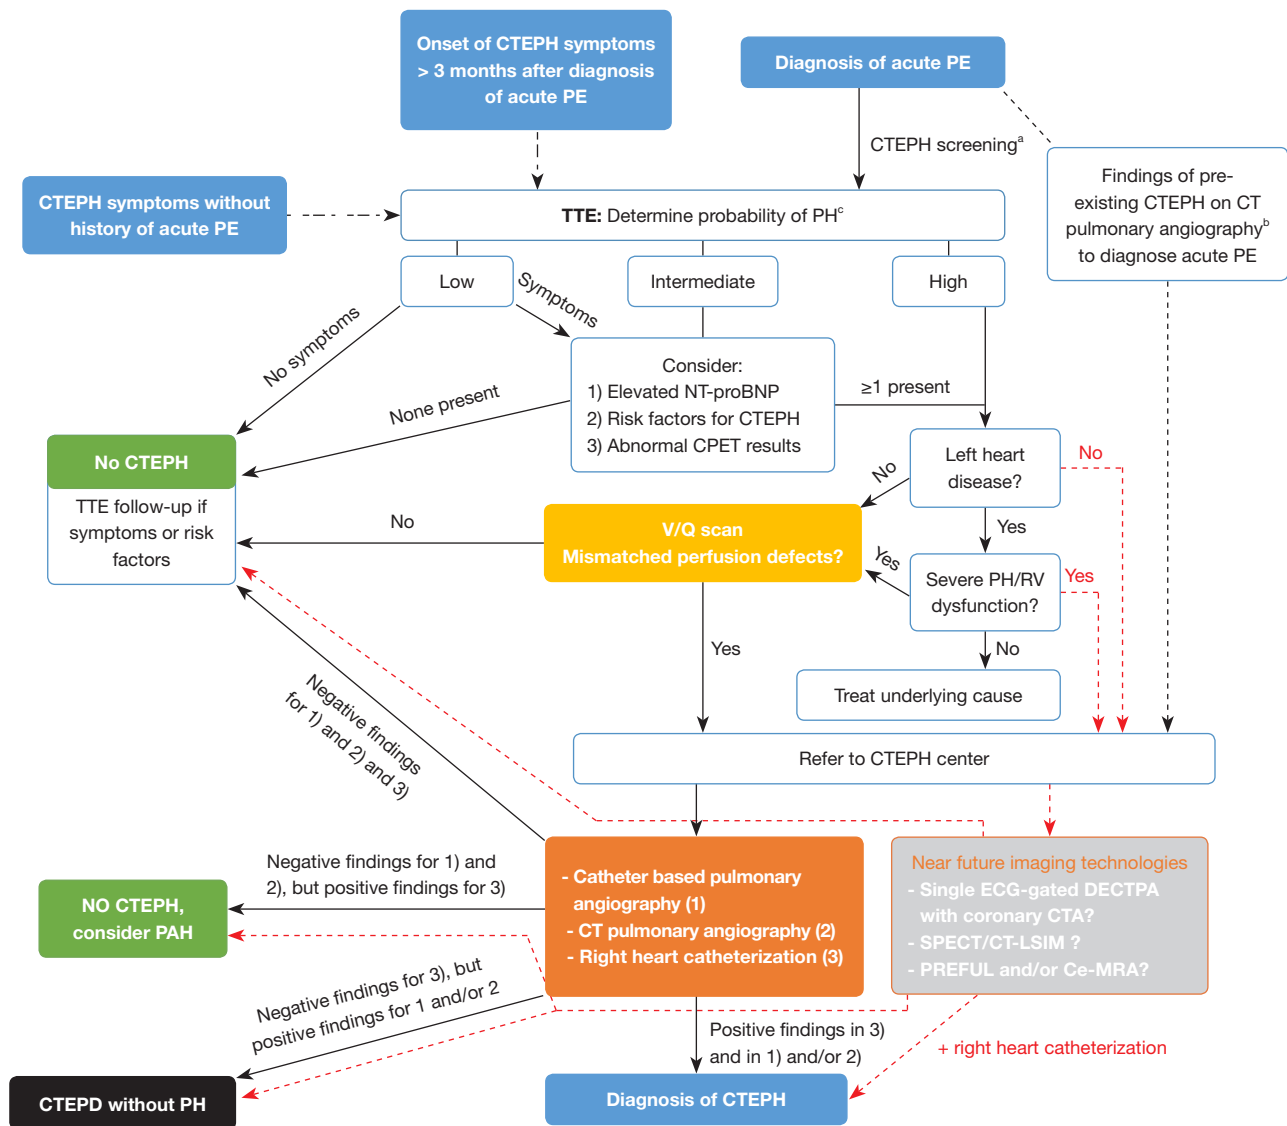 Onset of CTEPH symptoms
> 3 months after diagnosis
of acute PE
Diagnosis of acute PE
CTEPH screeningᵃ
CTEPH symptoms without
history of acute PE
TTE: Determine probability of PHᶜ
Findings of pre-
existing CTEPH on CT
pulmonary angiographyᵇ
to diagnose acute PE
Low
Intermediate
High
Symptoms
No symptoms
Consider:
1) Elevated NT-proBNP
2) Risk factors for CTEPH
3) Abnormal CPET results
≥1 present
None present
No CTEPH
TTE follow-up if
symptoms or risk
factors
Left heart
disease?
No
No
Yes
V/Q scan
Mismatched perfusion defects?
No
Yes
Severe PH/RV
dysfunction?
Yes
No
Yes
Treat underlying cause
Refer to CTEPH center
Negative findings
for 1) and 2) and 3)
Negative findings for 1) and
2), but positive findings for 3)
NO CTEPH,
consider PAH
- Catheter based pulmonary
angiography (1)
- CT pulmonary angiography (2)
- Right heart catheterization (3)
Near future imaging technologies
- Single ECG-gated DECTPA
with coronary CTA?
- SPECT/CT-LSIM ?
- PREFUL and/or Ce-MRA?
Negative findings for 3), but
positive findings for 1 and/or 2
Positive findings in 3)
and in 1) and/or 2)
+ right heart catheterization
CTEPD without PH
Diagnosis of CTEPH